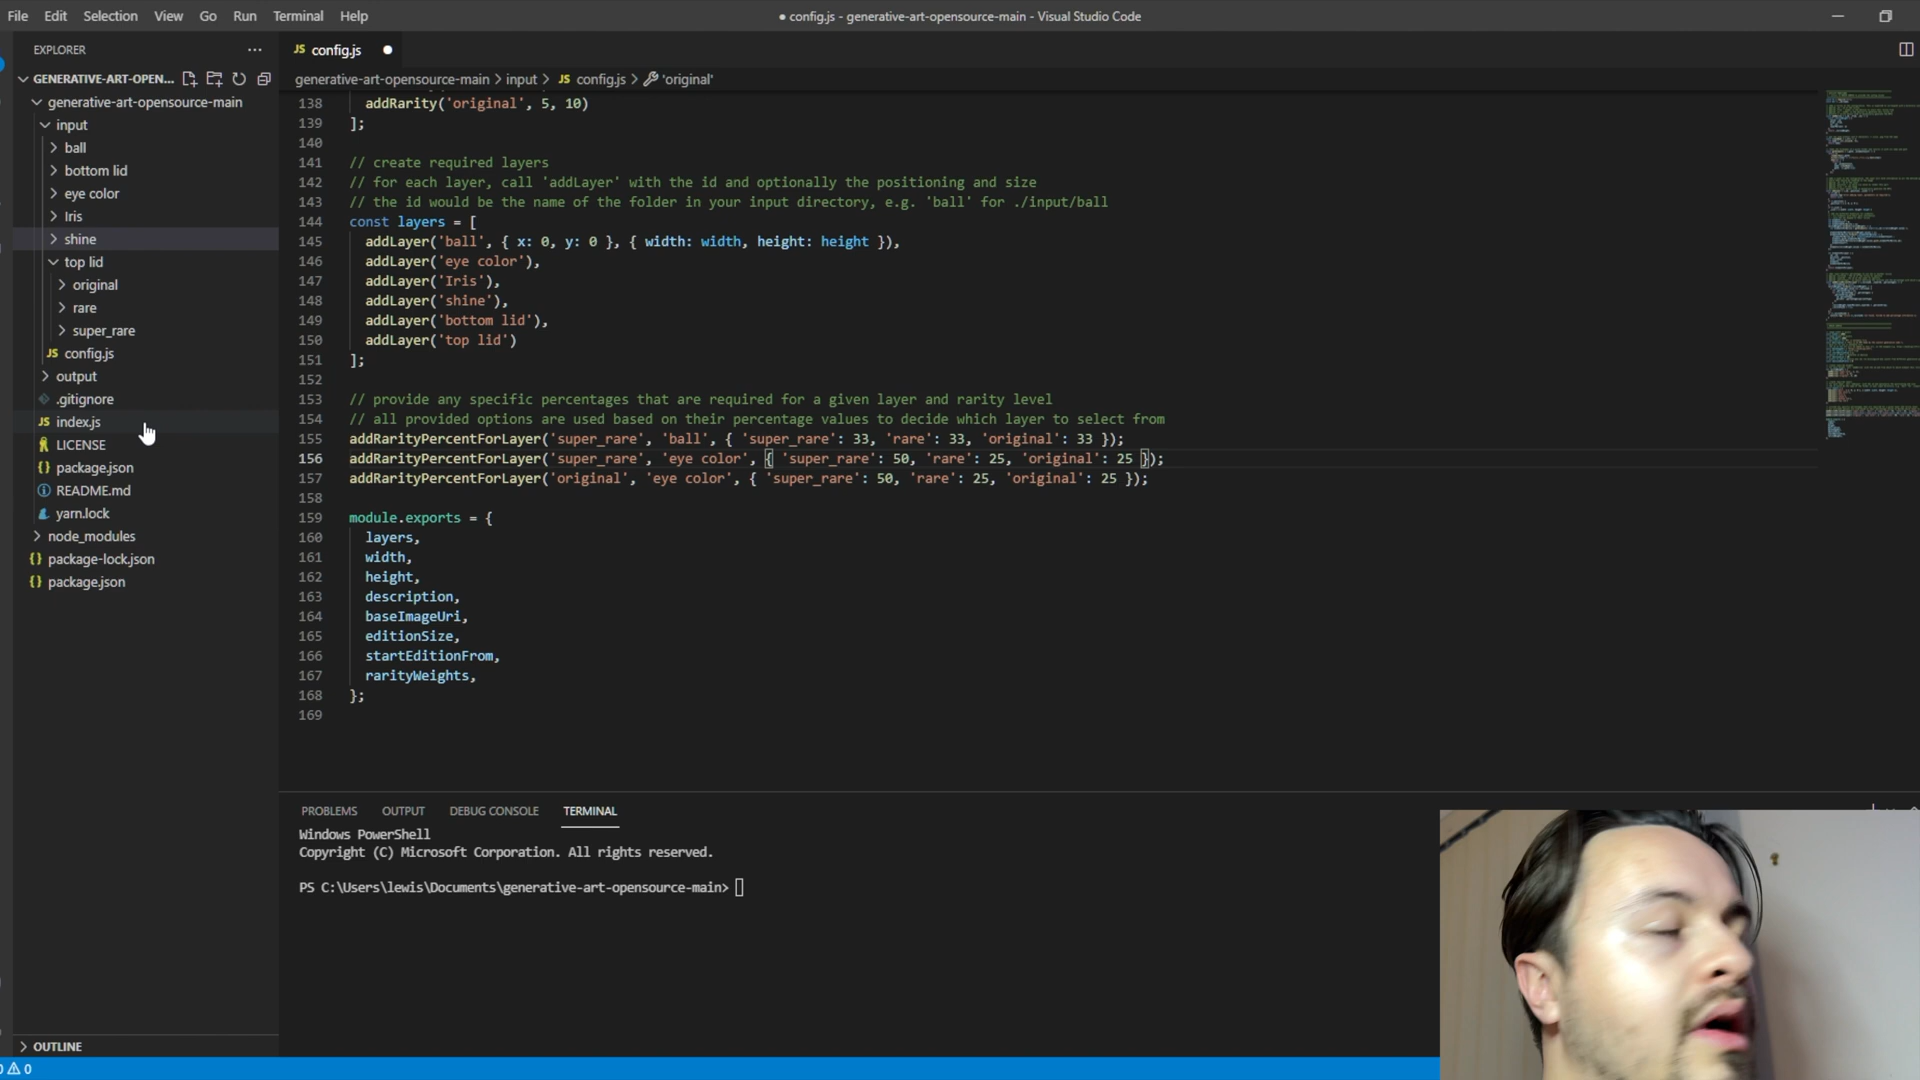 File Edit Selection View Go Run Terminal Help
● config.js - generative-art-opensource-main - Visual Studio Code
EXPLORER
GENERATIVE-ART-OPEN...
generative-art-opensource-main
input
ball
bottom lid
eye color
Iris
shine
top lid
original
rare
super_rare
JS config.js
output
.gitignore
JS index.js
LICENSE
{} package.json
README.md
yarn.lock
node_modules
{} package-lock.json
{} package.json
OUTLINE
0
JS config.js ●
generative-art-opensource-main > input > JS config.js > 'original'
138 addRarity('original', 5, 10)
139 ];
140
141 // create required layers
142 // for each layer, call 'addLayer' with the id and optionally the positioning and size
143 // the id would be the name of the folder in your input directory, e.g. 'ball' for ./input/ball
144 const layers = [
145 addLayer('ball', { x: 0, y: 0 }, { width: width, height: height }),
146 addLayer('eye color'),
147 addLayer('Iris'),
148 addLayer('shine'),
149 addLayer('bottom lid'),
150 addLayer('top lid')
151 ];
152
153 // provide any specific percentages that are required for a given layer and rarity level
154 // all provided options are used based on their percentage values to decide which layer to select from
155 addRarityPercentForLayer('super_rare', 'ball', { 'super_rare': 33, 'rare': 33, 'original': 33 });
156 addRarityPercentForLayer('super_rare', 'eye color', { 'super_rare': 50, 'rare': 25, 'original': 25 });
157 addRarityPercentForLayer('original', 'eye color', { 'super_rare': 50, 'rare': 25, 'original': 25 });
158
159 module.exports = {
160 layers,
161 width,
162 height,
163 description,
164 baseImageUri,
165 editionSize,
166 startEditionFrom,
167 rarityWeights,
168 };
169
PROBLEMS OUTPUT DEBUG CONSOLE TERMINAL
Windows PowerShell
Copyright (C) Microsoft Corporation. All rights reserved.
PS C:\Users\lewis\Documents\generative-art-opensource-main>